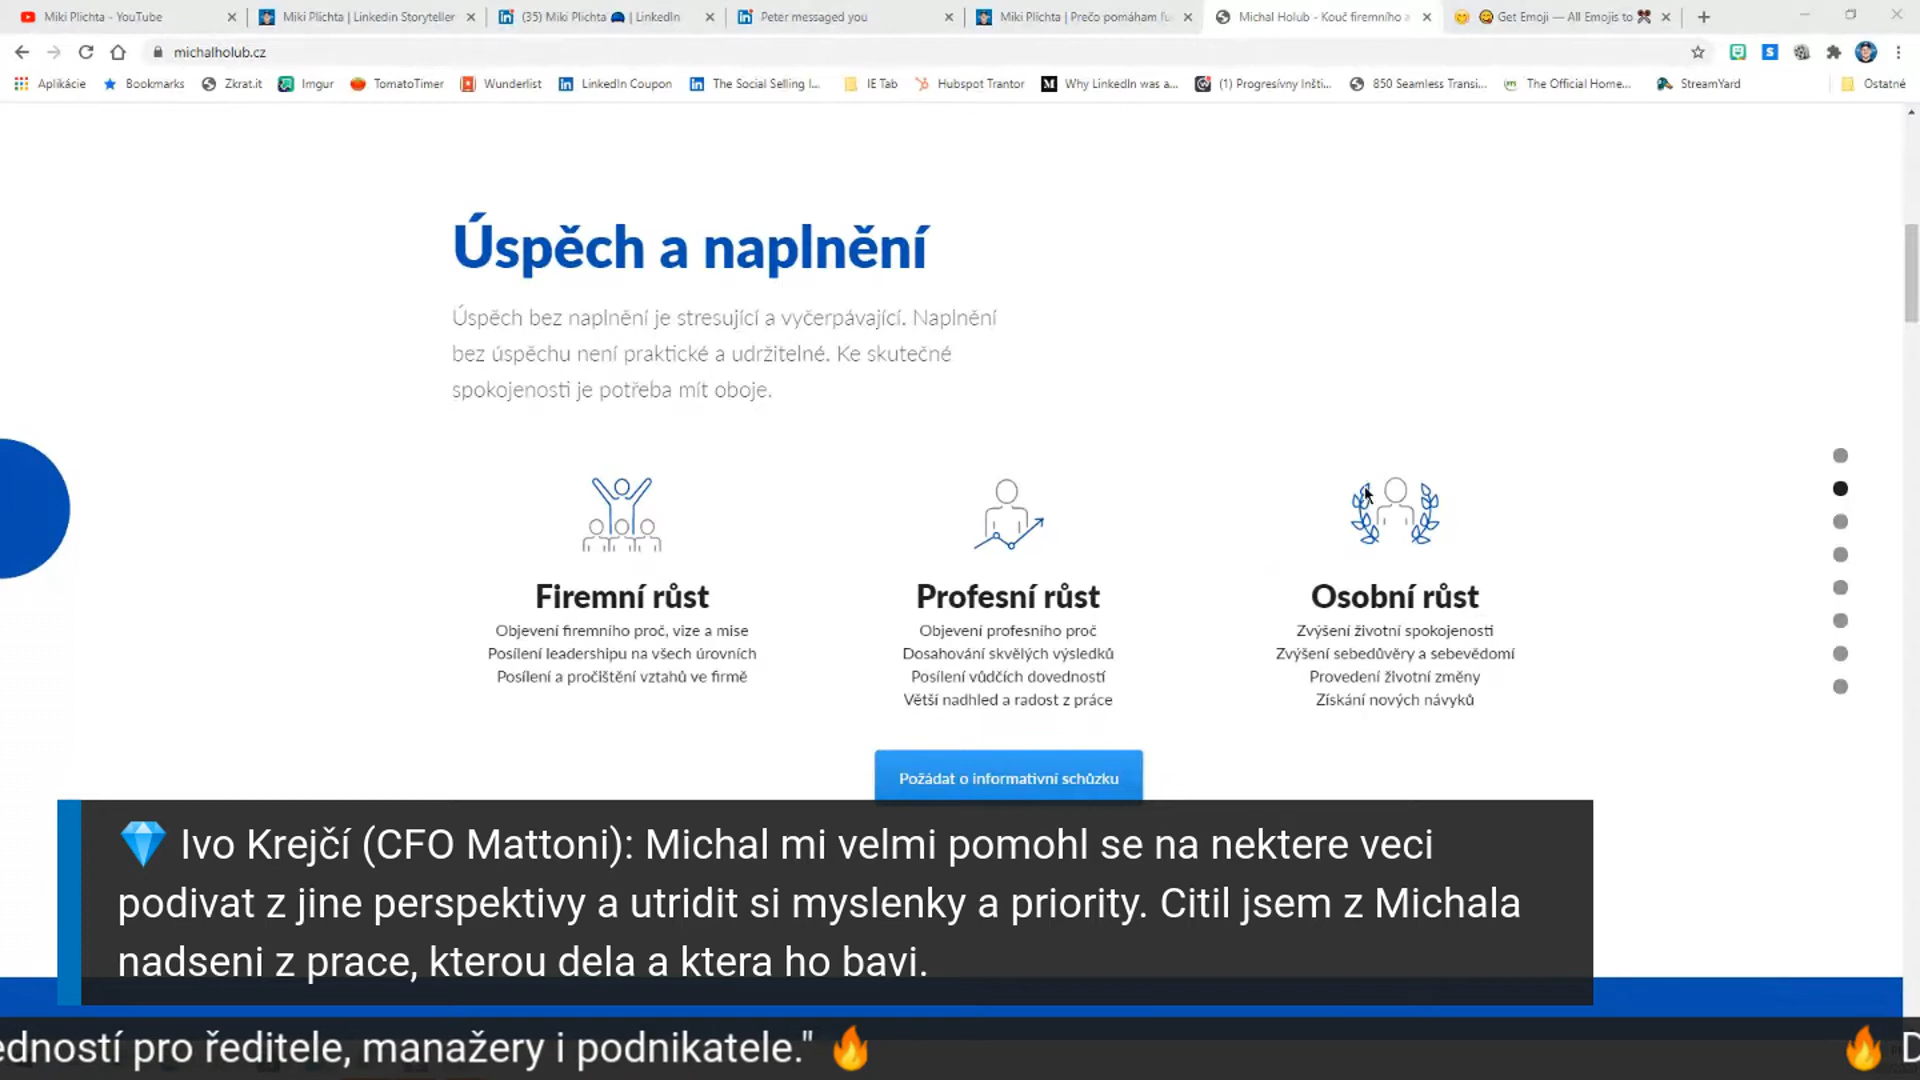 Miki Plichta - YouTube
Miki Plichta | Linkedin Storyteller
(35) Miki Plichta 🧢 | LinkedIn
Peter messaged you
Miki Plichta | Prečo pomáham fu
Michal Holub - Kouč firemního a
Get Emoji — All Emojis to
michalholub.cz
Aplikácie
Bookmarks
Zkrat.it
Imgur
TomatoTimer
Wunderlist
LinkedIn Coupon
The Social Selling I...
IE Tab
Hubspot Trantor
Why LinkedIn was a...
(1) Progresívny Inšti...
850 Seamless Transi...
The Official Home...
StreamYard
Ostatné
Úspěch a naplnění
Úspěch bez naplnění je stresující a vyčerpávající. Naplnění
bez úspěchu není praktické a udržitelné. Ke skutečné
spokojenosti je potřeba mít oboje.
Firemní růst
Objevení firemního proč, vize a mise
Posílení leadershipu na všech úrovních
Posílení a pročištění vztahů ve firmě
Profesní růst
Objevení profesního proč
Dosahování skvělých výsledků
Posílení vůdčích dovedností
Větší nadhled a radost z práce
Osobní růst
Zvýšení životní spokojenosti
Zvýšení sebedůvěry a sebevědomí
Provedení životní změny
Získání nových návyků
Požádat o informativní schůzku
💎 Ivo Krejčí (CFO Mattoni): Michal mi velmi pomohl se na nektere veci
podivat z jine perspektivy a utridit si myslenky a priority. Citil jsem z Michala
nadseni z prace, kterou dela a ktera ho bavi.
edností pro ředitele, manažery i podnikatele." 🔥 🔥 D